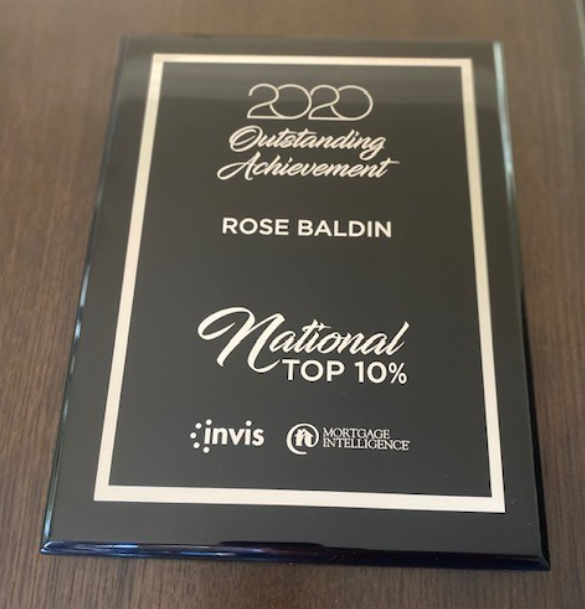 2020
Outstanding
Achievement
ROSE BALDIN
National
TOP 10%
invis
MORTGAGE
INTELLIGENCE